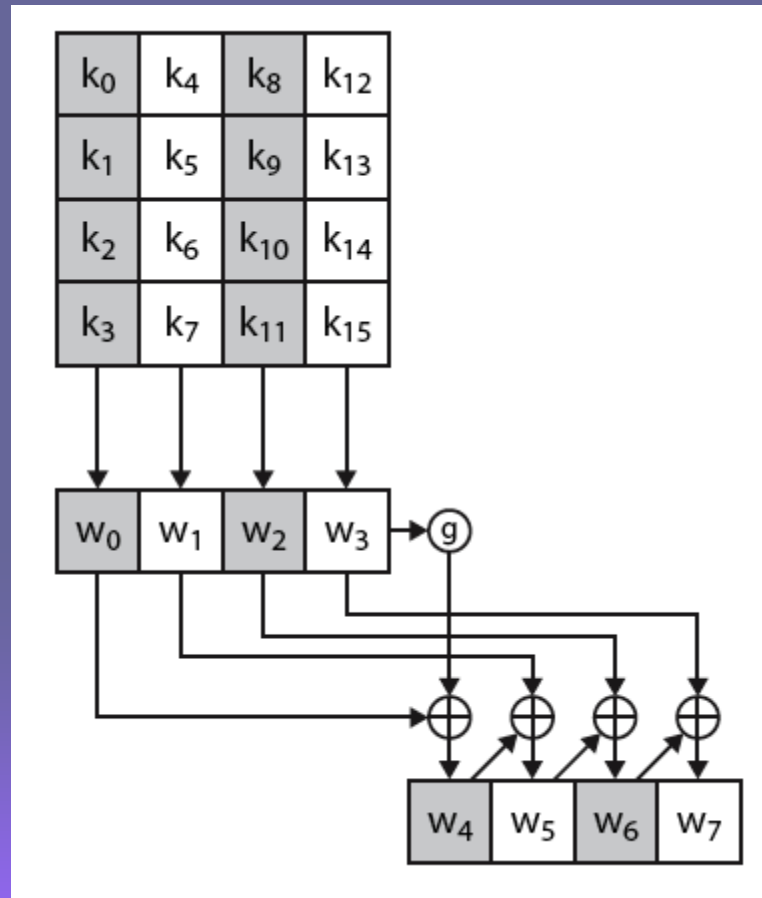 k₀ k₄ k₈ k₁₂
k₁ k₅ k₉ k₁₃
k₂ k₆ k₁₀ k₁₄
k₃ k₇ k₁₁ k₁₅
w₀ w₁ w₂ w₃ g
w₄ w₅ w₆ w₇